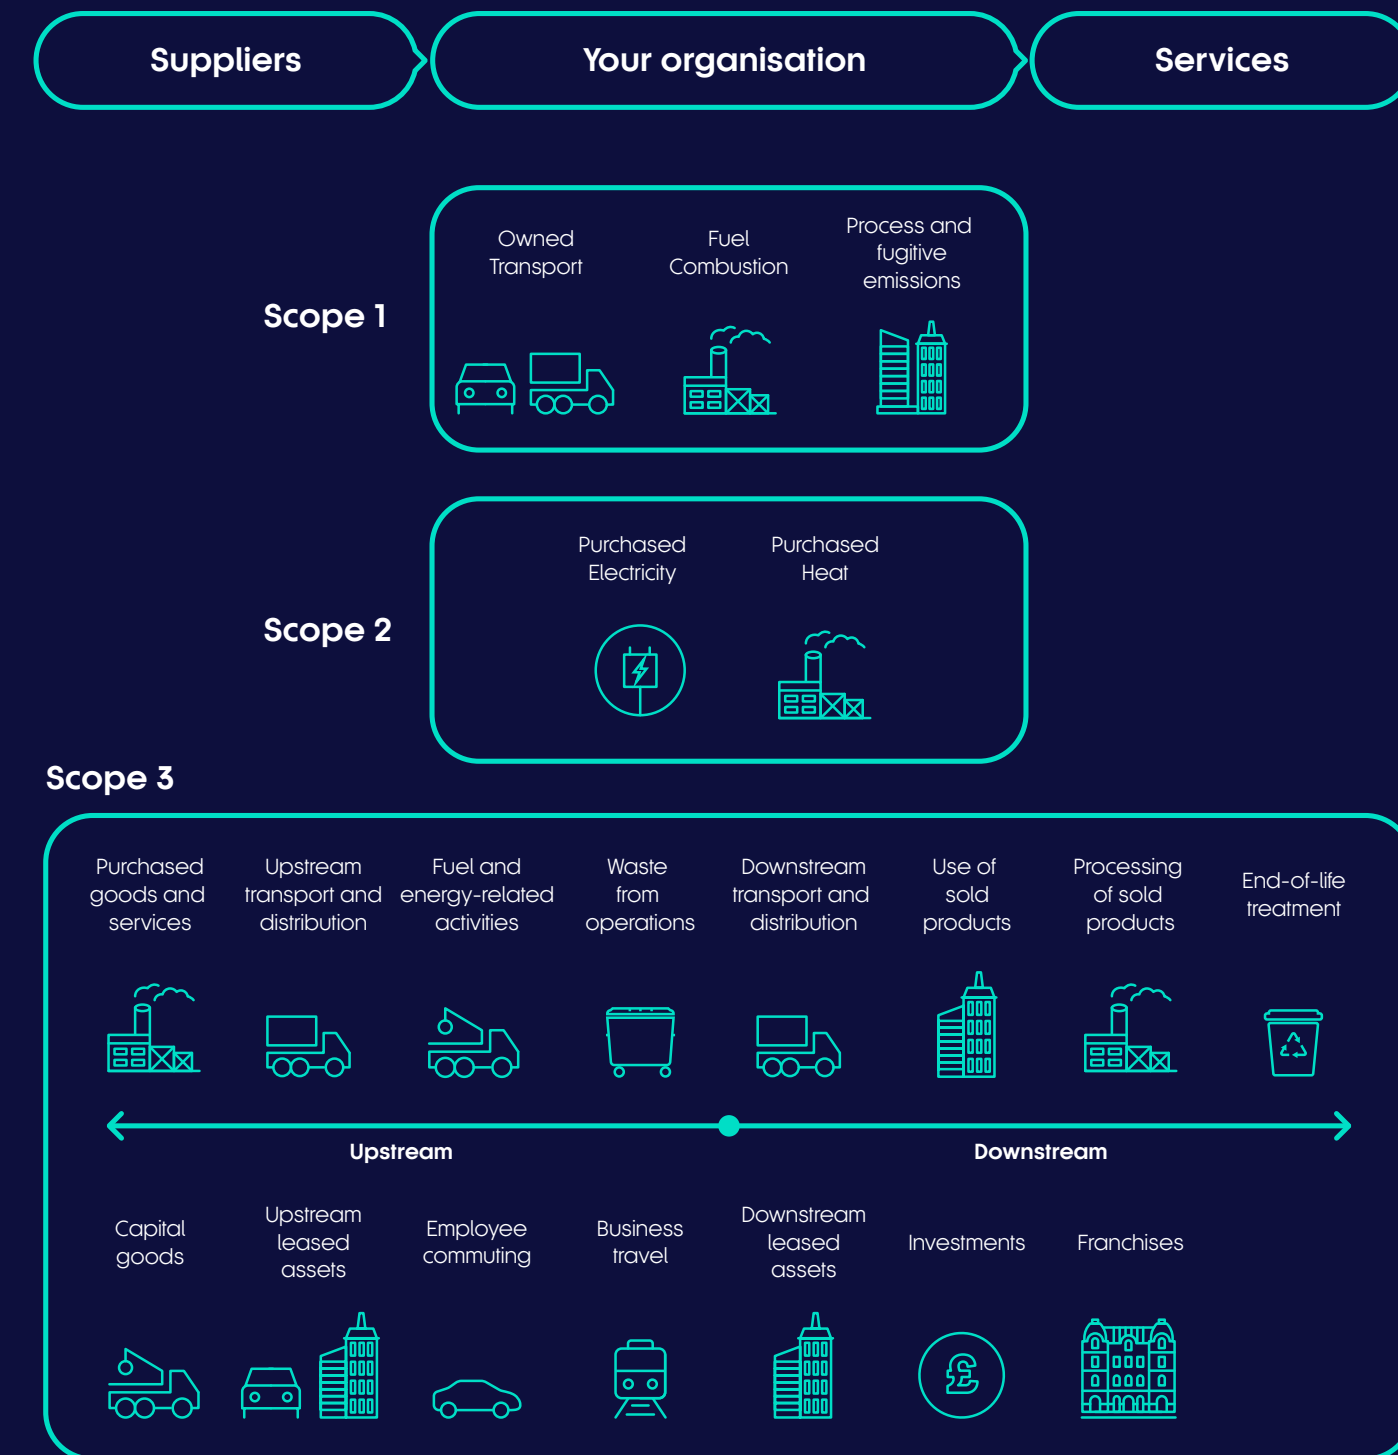 Suppliers
Your organisation
Services
Scope 1
Owned
Transport
Fuel
Combustion
Process and
fugitive
emissions
Scope 2
Purchased
Electricity
Purchased
Heat
Scope 3
Purchased
goods and
services
Upstream
transport and
distribution
Fuel and
energy-related
activities
Waste
from
operations
Downstream
transport and
distribution
Use of
sold
products
Processing
of sold
products
End-of-life
treatment
Upstream
Downstream
Capital
goods
Upstream
leased
assets
Employee
commuting
Business
travel
Downstream
leased
assets
Investments
£
Franchises